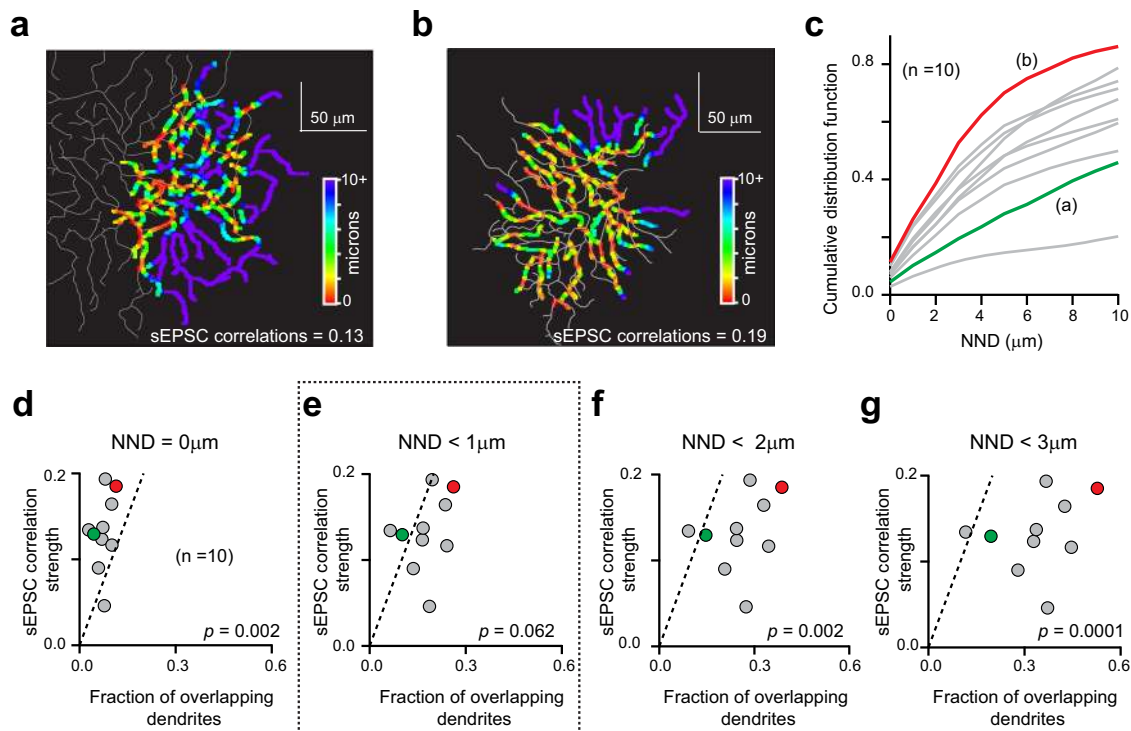 a
50 μm
10+
microns
0
sEPSC correlations = 0.13
b
50 μm
10+
microns
0
sEPSC correlations = 0.19
c
Cumulative distribution function
0.8
0.4
0.0
(n =10)
(b)
(a)
0 2 4 6 8 10
NND (μm)
d
NND = 0μm
sEPSC correlation
strength
0.2
0.0
(n =10)
p = 0.002
0.0 0.3 0.6
Fraction of overlapping
dendrites
e
NND < 1μm
sEPSC correlation
strength
0.2
0.0
p = 0.062
0.0 0.3 0.6
Fraction of overlapping
dendrites
f
NND < 2μm
sEPSC correlation
strength
0.2
0.0
p = 0.002
0.0 0.3 0.6
Fraction of overlapping
dendrites
g
NND < 3μm
sEPSC correlation
strength
0.2
0.0
p = 0.0001
0.0 0.3 0.6
Fraction of overlapping
dendrites